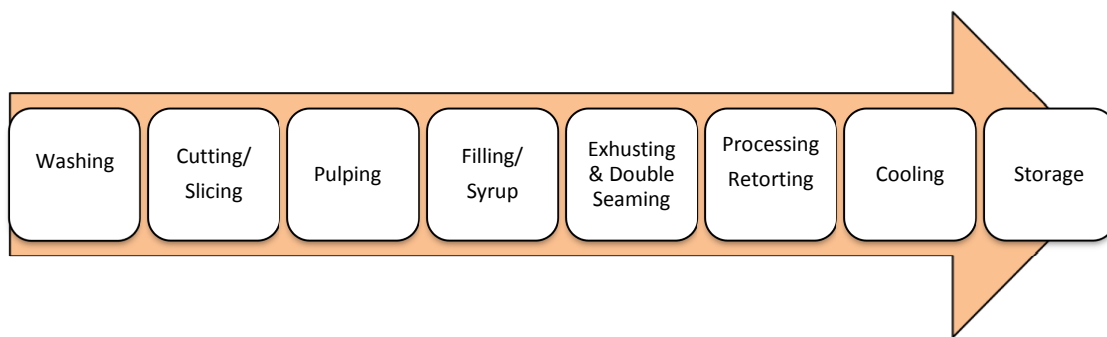 Washing
Cutting/
Slicing
Pulping
Filling/
Syrup
Exhusting
& Double
Seaming
Processing
Retorting
Cooling
Storage